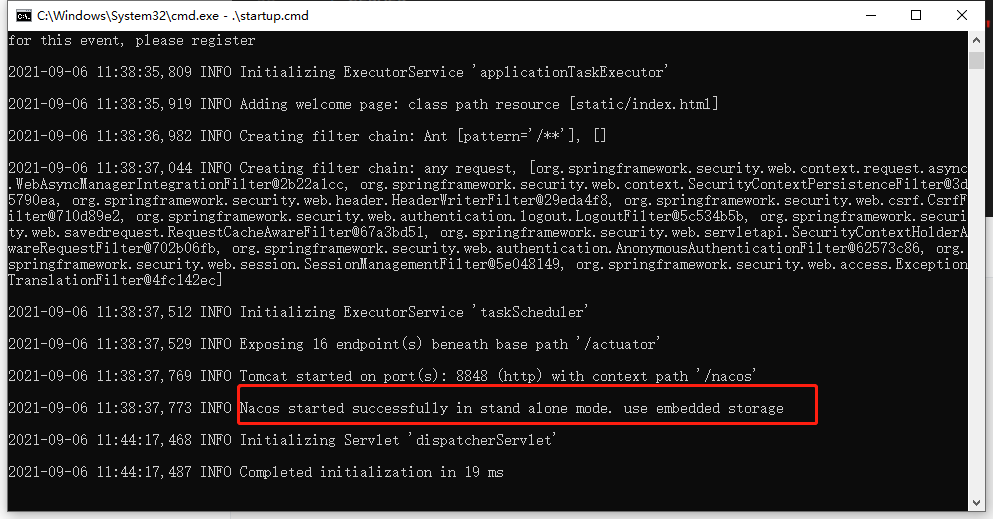 C:\Windows\System32\cmd.exe - .\startup.cmd
for this event, please register
2021-09-06 11:38:35,809 INFO Initializing ExecutorService 'applicationTaskExecutor'
2021-09-06 11:38:35,919 INFO Adding welcome page: class path resource [static/index.html]
2021-09-06 11:38:36,982 INFO Creating filter chain: Ant [pattern='/**'], []
2021-09-06 11:38:37,044 INFO Creating filter chain: any request, [org.springframework.security.web.context.request.async
.WebAsyncManagerIntegrationFilter@2b22a1cc, org.springframework.security.web.context.SecurityContextPersistenceFilter@3d
5790ea, org.springframework.security.web.header.HeaderWriterFilter@29eda4f8, org.springframework.security.web.csrf.CsrfF
ilter@710d89e2, org.springframework.security.web.authentication.logout.LogoutFilter@5c534b5b, org.springframework.securi
ty.web.savedrequest.RequestCacheAwareFilter@67a3bd51, org.springframework.security.web.servletapi.SecurityContextHolderA
wareRequestFilter@702b06fb, org.springframework.security.web.authentication.AnonymousAuthenticationFilter@62573c86, org.
springframework.security.web.session.SessionManagementFilter@5e048149, org.springframework.security.web.access.Exception
TranslationFilter@4fc142ec]
2021-09-06 11:38:37,512 INFO Initializing ExecutorService 'taskScheduler'
2021-09-06 11:38:37,529 INFO Exposing 16 endpoint(s) beneath base path '/actuator'
2021-09-06 11:38:37,769 INFO Tomcat started on port(s): 8848 (http) with context path '/nacos'
2021-09-06 11:38:37,773 INFO Nacos started successfully in stand alone mode. use embedded storage
2021-09-06 11:44:17,468 INFO Initializing Servlet 'dispatcherServlet'
2021-09-06 11:44:17,487 INFO Completed initialization in 19 ms